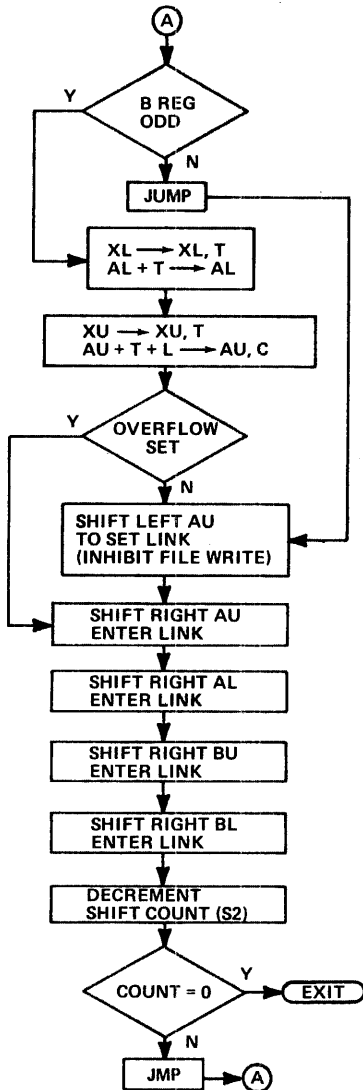 A
B REG
ODD
Y
N
JUMP
XL → XL, T
AL + T → AL
XU → XU, T
AU + T + L → AU, C
OVERFLOW
SET
Y
N
SHIFT LEFT AU
TO SET LINK
(INHIBIT FILE WRITE)
SHIFT RIGHT AU
ENTER LINK
SHIFT RIGHT AL
ENTER LINK
SHIFT RIGHT BU
ENTER LINK
SHIFT RIGHT BL
ENTER LINK
DECREMENT
SHIFT COUNT (S2)
COUNT = 0
Y
EXIT
N
JMP
A